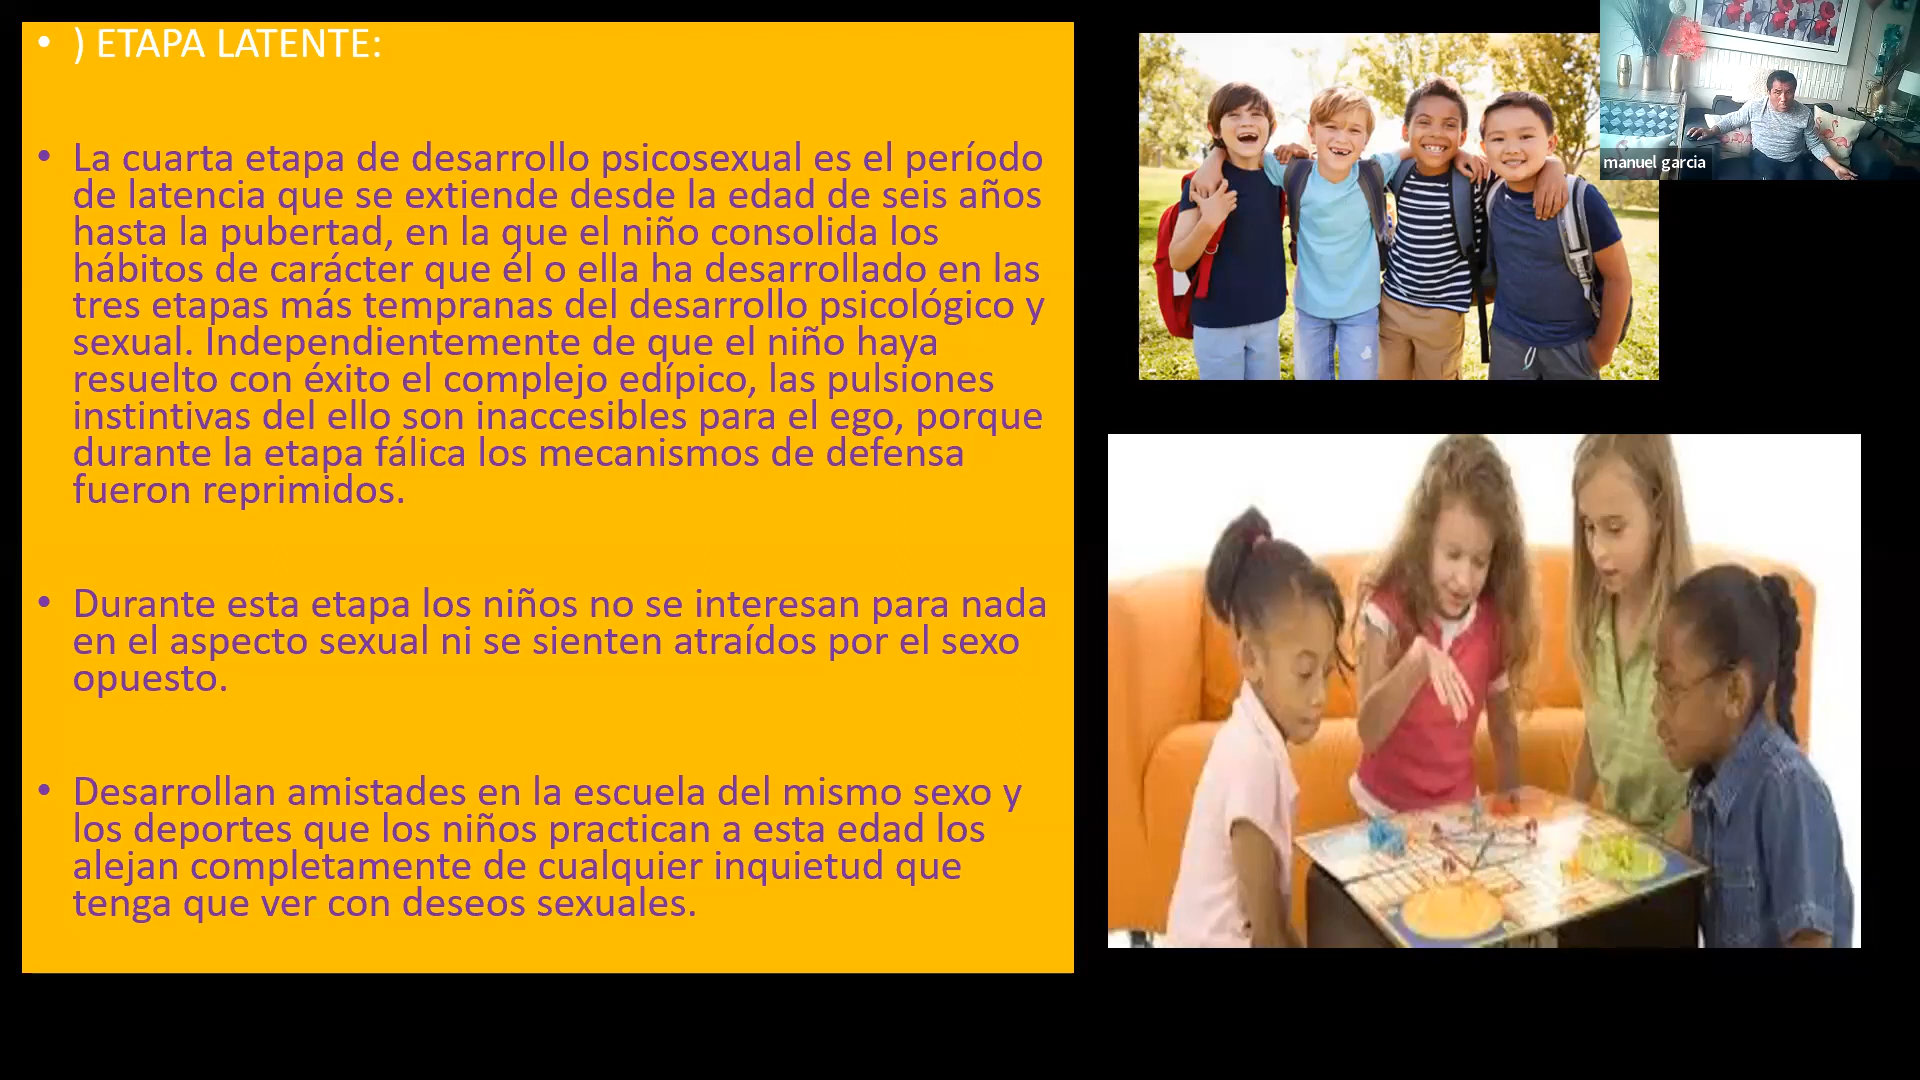 • ) ETAPA LATENTE:
• La cuarta etapa de desarrollo psicosexual es el período
de latencia que se extiende desde la edad de seis años
hasta la pubertad, en la que el niño consolida los
hábitos de carácter que él o ella ha desarrollado en las
tres etapas más tempranas del desarrollo psicológico y
sexual. Independientemente de que el niño haya
resuelto con éxito el complejo edípico, las pulsiones
instintivas del ello son inaccesibles para el ego, porque
durante la etapa fálica los mecanismos de defensa
fueron reprimidos.
• Durante esta etapa los niños no se interesan para nada
en el aspecto sexual ni se sienten atraídos por el sexo
opuesto.
• Desarrollan amistades en la escuela del mismo sexo y
los deportes que los niños practican a esta edad los
alejan completamente de cualquier inquietud que
tenga que ver con deseos sexuales.
manuel garcia